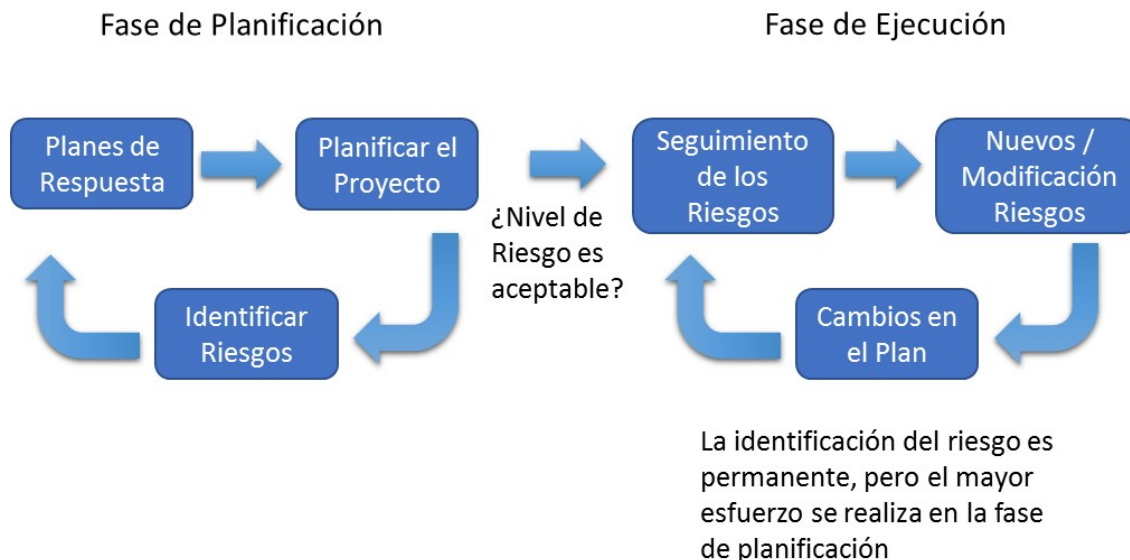 Fase de Planificación
Fase de Ejecución
Planes de
Respuesta
Planificar el
Proyecto
Identificar
Riesgos
¿Nivel de
Riesgo es
aceptable?
Seguimiento
de los
Riesgos
Nuevos /
Modificación
Riesgos
Cambios en
el Plan
La identificación del riesgo es
permanente, pero el mayor
esfuerzo se realiza en la fase
de planificación